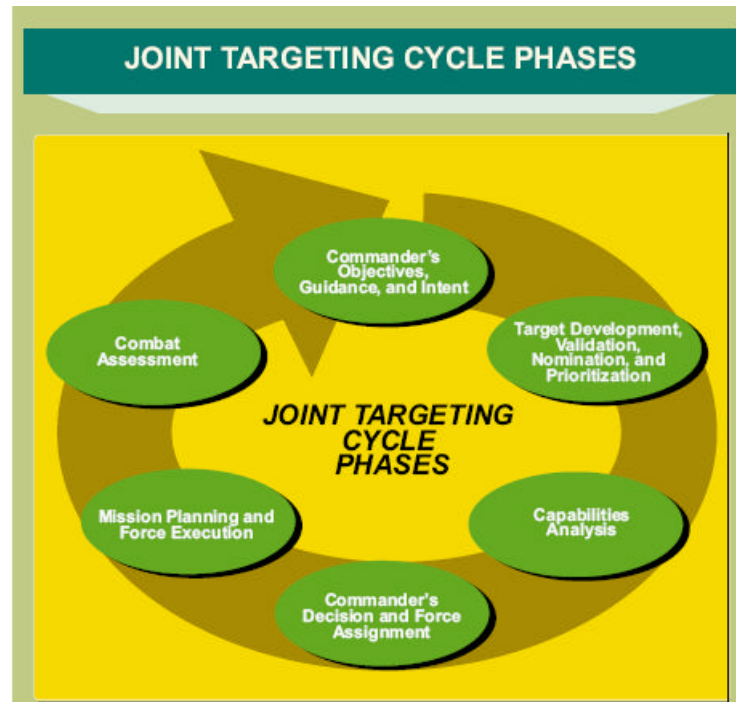 JOINT TARGETING CYCLE PHASES
Commander's
Objectives,
Guidance, and Intent
Target Development,
Validation,
Nomination, and
Prioritization
Capabilities
Analysis
Commander's
Decision and Force
Assignment
Mission Planning and
Force Execution
Combat
Assessment
JOINT TARGETING
CYCLE
PHASES